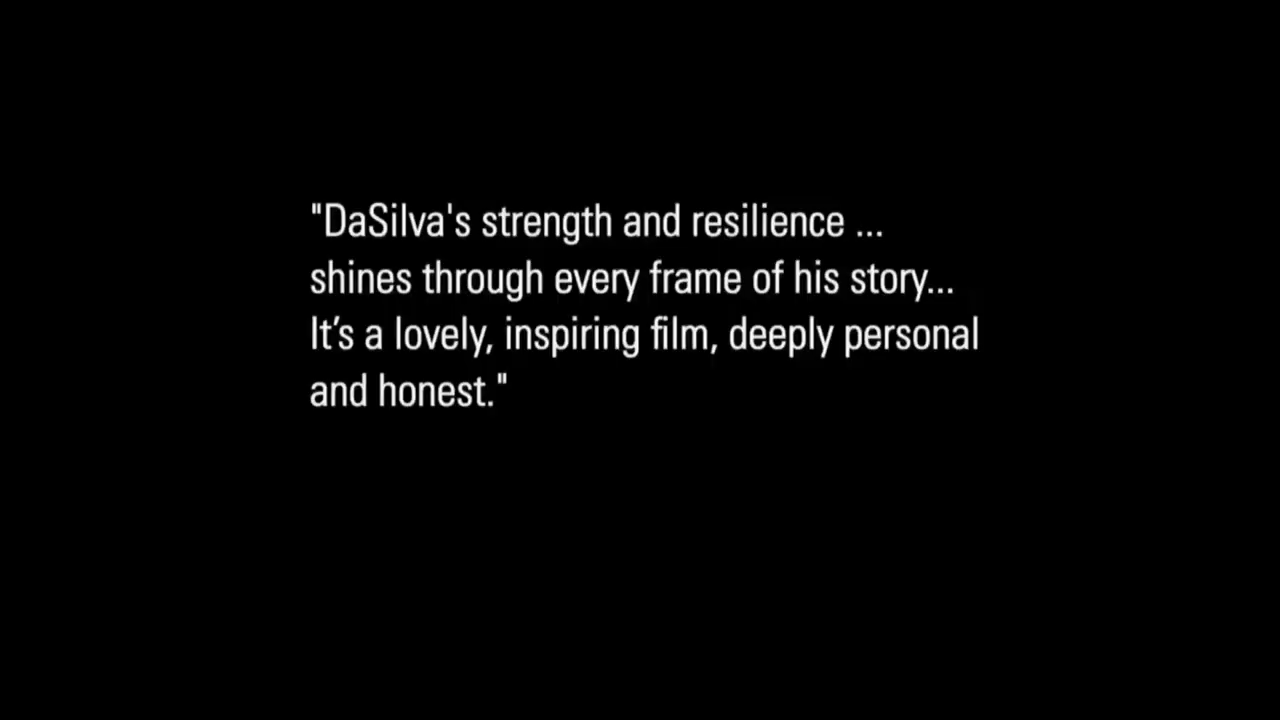 "DaSilva's strength and resilience ...
shines through every frame of his story...
It’s a lovely, inspiring film, deeply personal
and honest."